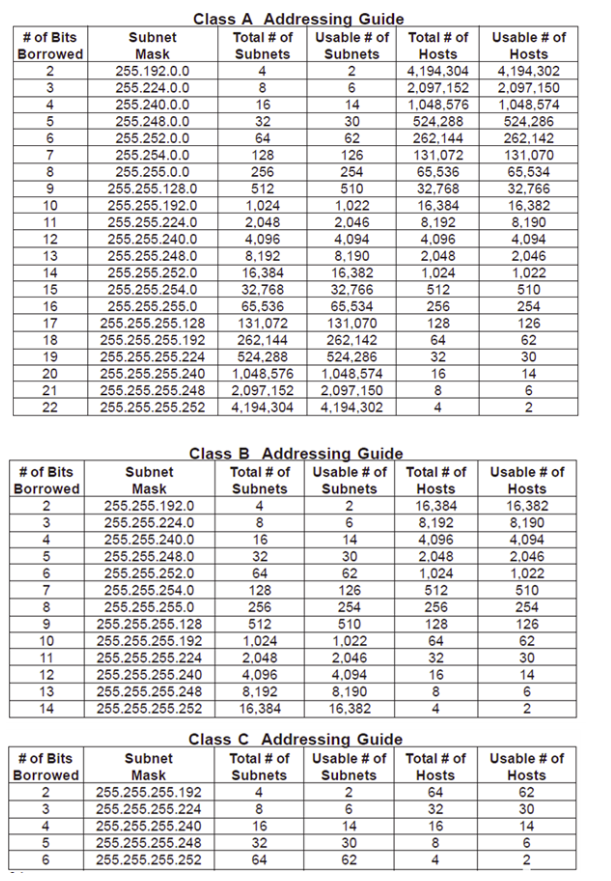 Class A Addressing Guide
# of Bits Subnet Total # of Usable # of Total # of Usable # of
Borrowed Mask Subnets Subnets Hosts Hosts
2 255.192.0.0 4 2 4,194,304 4,194,302
3 255.224.0.0 8 6 2,097,152 2,097,150
4 255.240.0.0 16 14 1,048,576 1,048,574
5 255.248.0.0 32 30 524,288 524,286
6 255.252.0.0 64 62 262,144 262,142
7 255.254.0.0 128 126 131,072 131,070
8 255.255.0.0 256 254 65,536 65,534
9 255.255.128.0 512 510 32,768 32,766
10 255.255.192.0 1,024 1,022 16,384 16,382
11 255.255.224.0 2,048 2,046 8,192 8,190
12 255.255.240.0 4,096 4,094 4,096 4,094
13 255.255.248.0 8,192 8,190 2,048 2,046
14 255.255.252.0 16,384 16,382 1,024 1,022
15 255.255.254.0 32,768 32,766 512 510
16 255.255.255.0 65,536 65,534 256 254
17 255.255.255.128 131,072 131,070 128 126
18 255.255.255.192 262,144 262,142 64 62
19 255.255.255.224 524,288 524,286 32 30
20 255.255.255.240 1,048,576 1,048,574 16 14
21 255.255.255.248 2,097,152 2,097,150 8 6
22 255.255.255.252 4,194,304 4,194,302 4 2
Class B Addressing Guide
# of Bits Subnet Total # of Usable # of Total # of Usable # of
Borrowed Mask Subnets Subnets Hosts Hosts
2 255.255.192.0 4 2 16,384 16,382
3 255.255.224.0 8 6 8,192 8,190
4 255.255.240.0 16 14 4,096 4,094
5 255.255.248.0 32 30 2,048 2,046
6 255.255.252.0 64 62 1,024 1,022
7 255.255.254.0 128 126 512 510
8 255.255.255.0 256 254 256 254
9 255.255.255.128 512 510 128 126
10 255.255.255.192 1,024 1,022 64 62
11 255.255.255.224 2,048 2,046 32 30
12 255.255.255.240 4,096 4,094 16 14
13 255.255.255.248 8,192 8,190 8 6
14 255.255.255.252 16,384 16,382 4 2
Class C Addressing Guide
# of Bits Subnet Total # of Usable # of Total # of Usable # of
Borrowed Mask Subnets Subnets Hosts Hosts
2 255.255.255.192 4 2 64 62
3 255.255.255.224 8 6 32 30
4 255.255.255.240 16 14 16 14
5 255.255.255.248 32 30 8 6
6 255.255.255.252 64 62 4 2